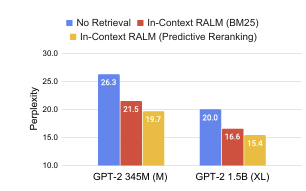 No Retrieval In-Context RALM (BM25)
In-Context RALM (Predictive Reranking)
30.0
25.0
20.0
15.0
10.0
Perplexity
26.3
21.5
19.7
20.0
16.6
15.4
GPT-2 345M (M) GPT-2 1.5B (XL)